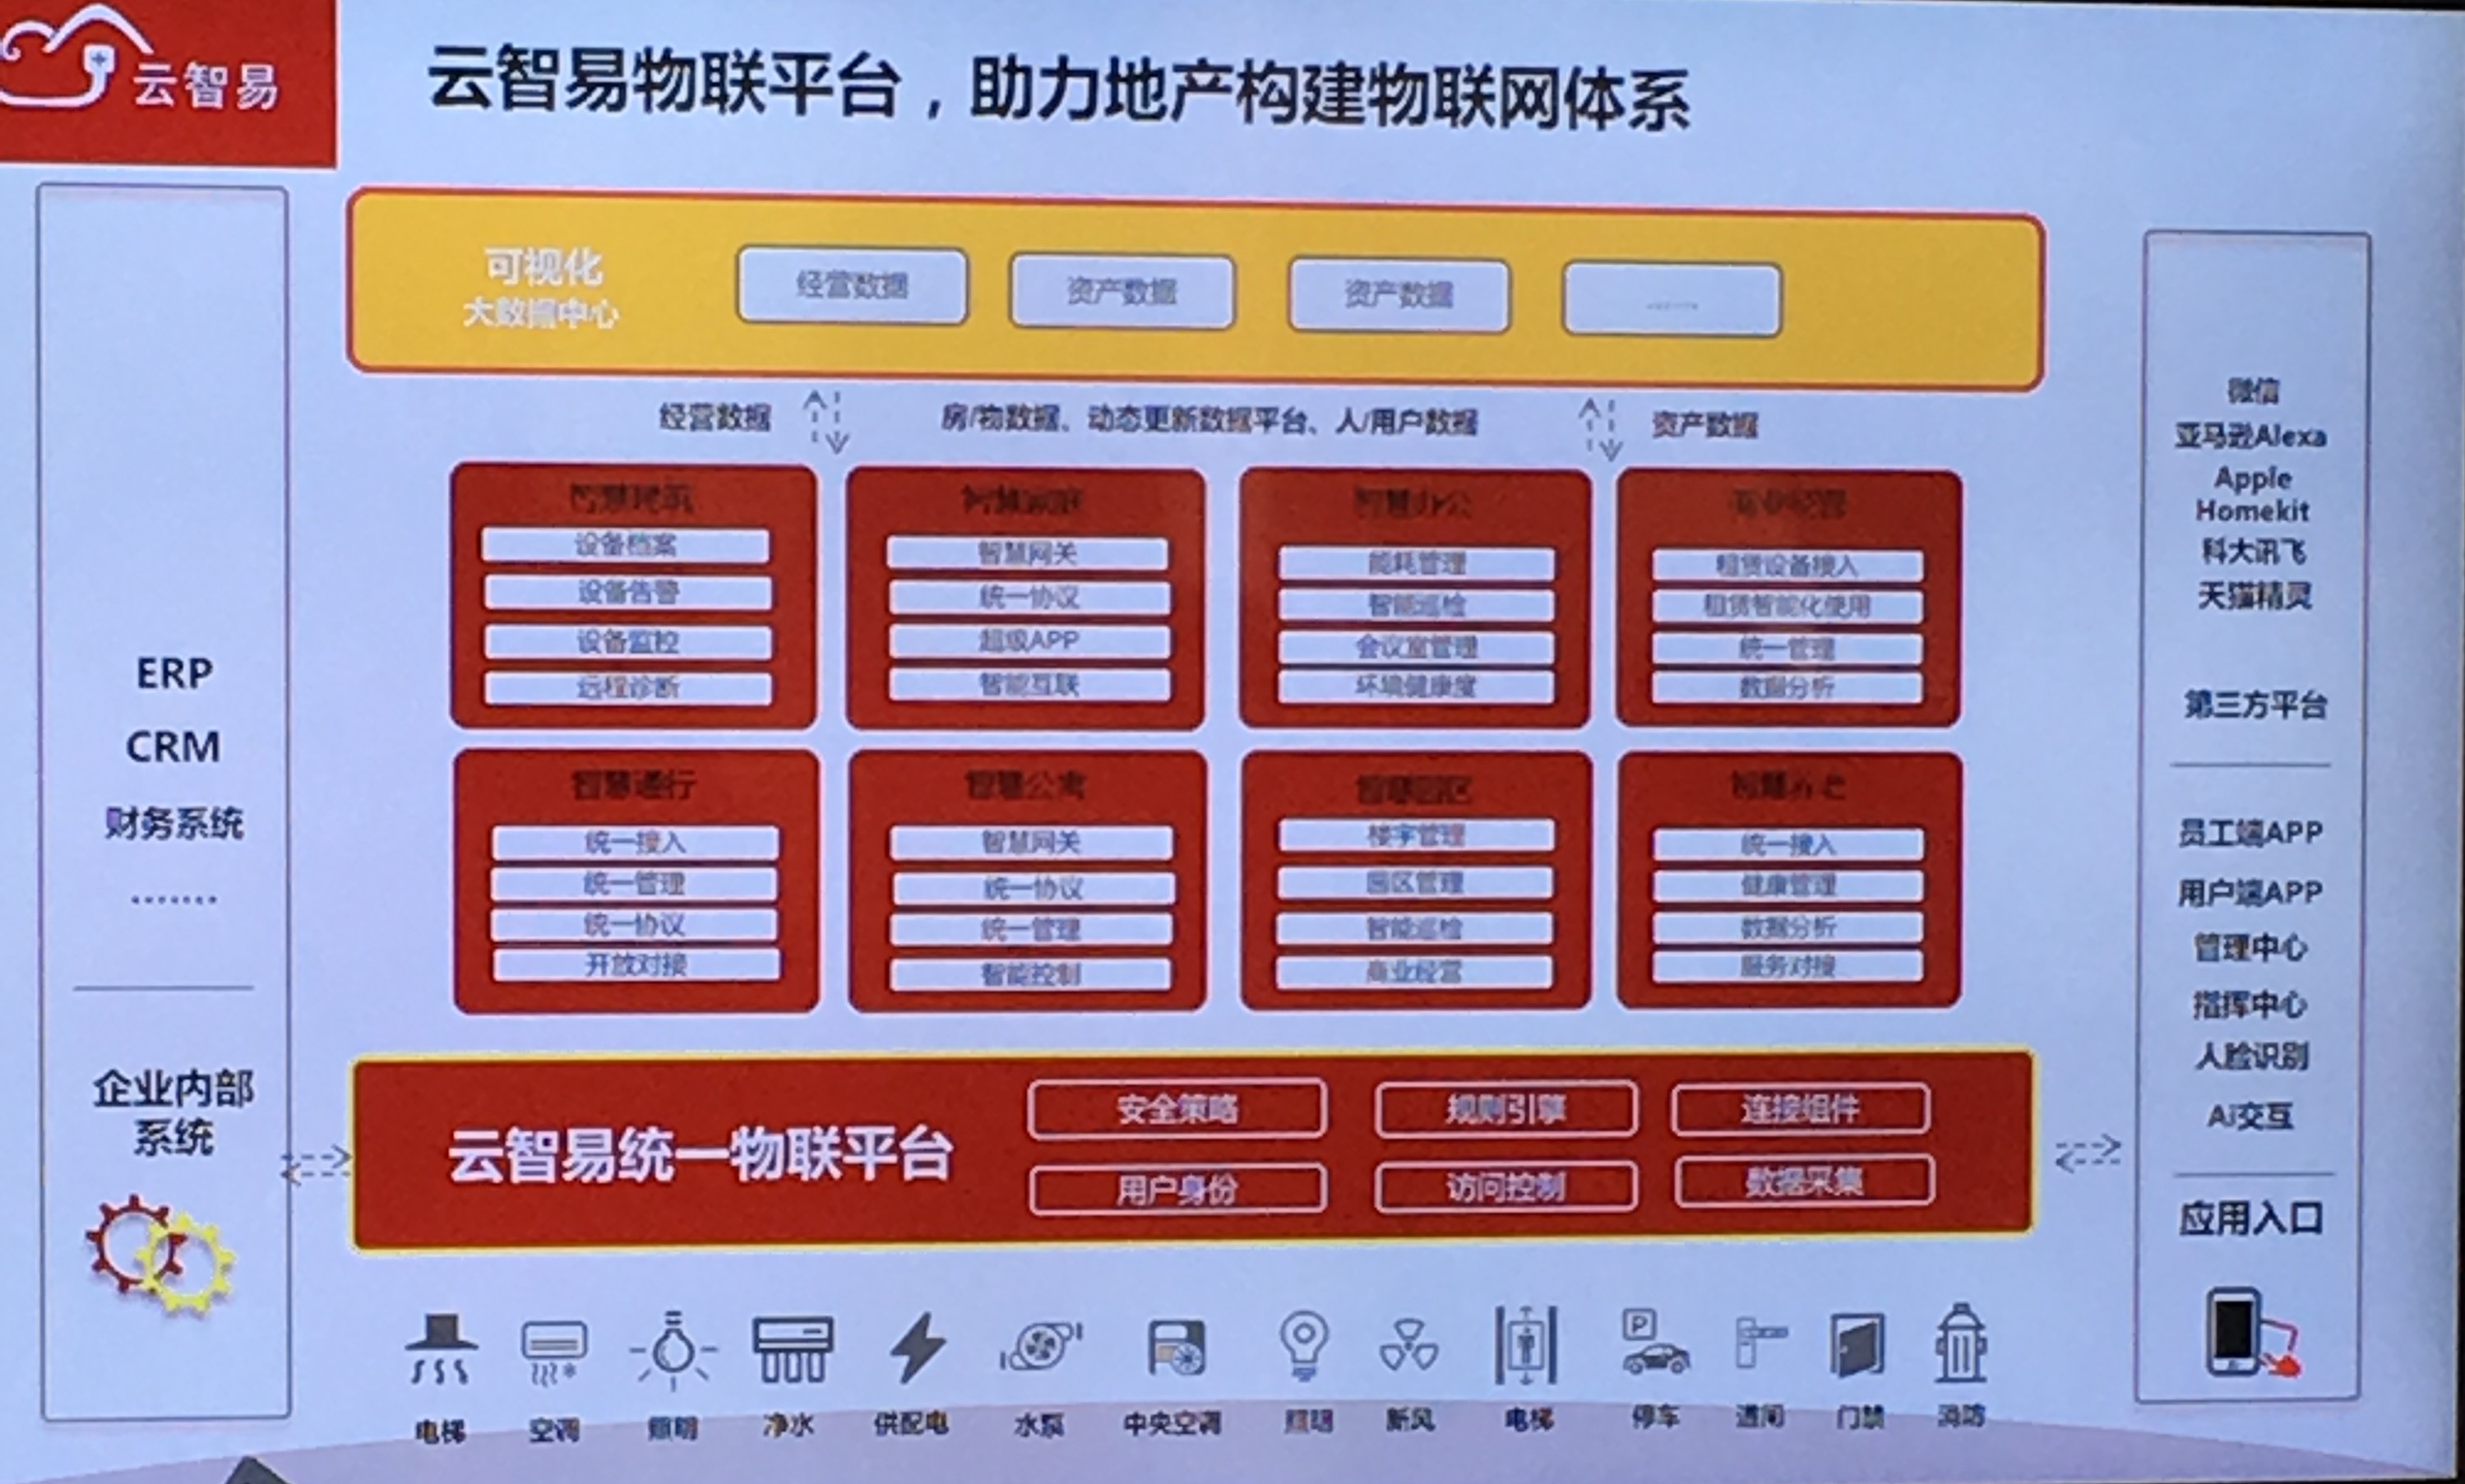 云智易
云智易物联平台，助力地产构建物联网体系
ERP
CRM
财务系统
.......
企业内部
系统
可视化
大数据中心
经营数据
资产数据
资产数据
.......
经营数据
房/物数据、动态更新数据平台、人/用户数据
资产数据
智慧建筑
设备档案
设备告警
设备监控
远程诊断
智慧家庭
智慧网关
统一协议
超级APP
智能互联
智慧办公
能耗管理
智能巡检
会议室管理
环境健康度
租赁设备接入
租赁智能化使用
统一管理
数据分析
智慧通行
统一接入
统一管理
统一协议
开放对接
智慧公寓
智慧网关
统一协议
统一管理
智能控制
智慧园区
楼宇管理
园区管理
智能巡检
商业经营
智慧养老
统一接入
健康管理
数据分析
服务对接
云智易统一物联平台
安全策略
规则引擎
连接组件
用户身份
访问控制
数据采集
P
电梯
空调
照明
净水
供配电
水泵
中央空调
照明
新风
电梯
停车
道闸
门禁
消防
微信
亚马逊Alexa
Apple
Homekit
科大讯飞
天猫精灵
第三方平台
员工端APP
用户端APP
管理中心
指挥中心
人脸识别
Ai交互
应用入口